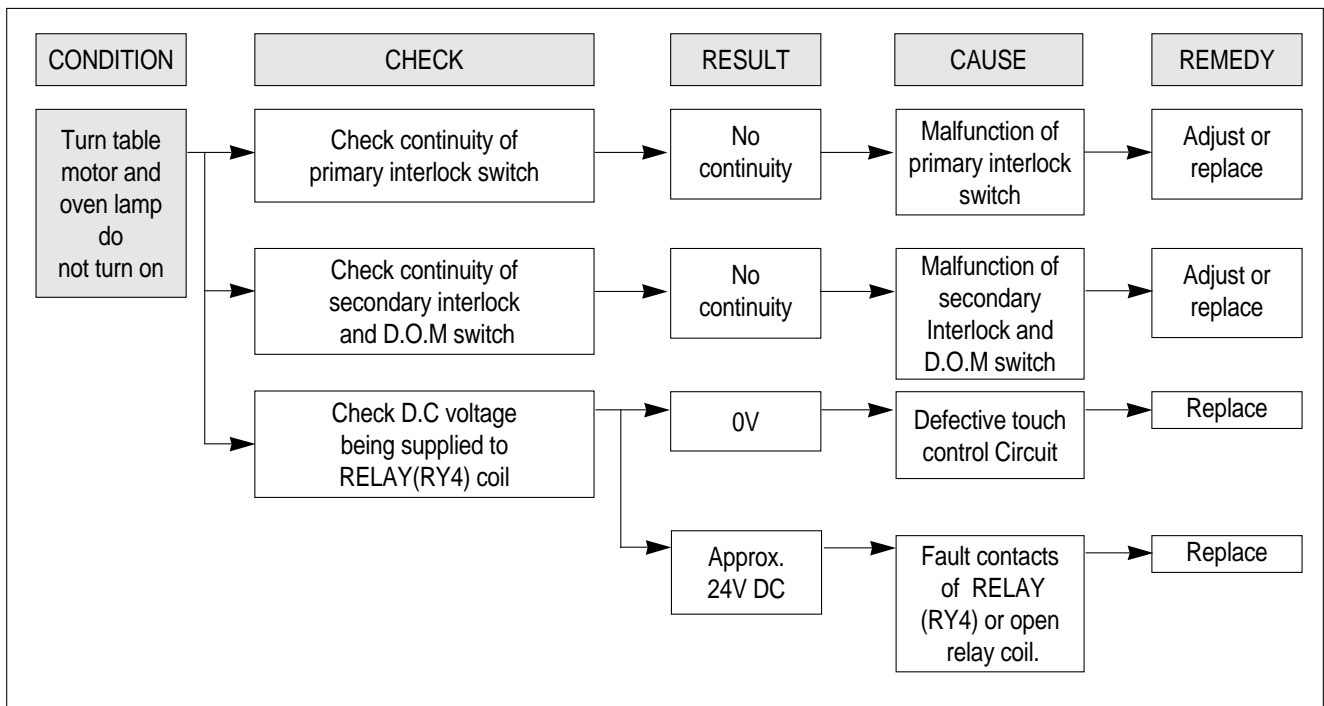 CONDITION
CHECK
RESULT
CAUSE
REMEDY
Turn table
motor and
oven lamp
do
not turn on
Check continuity of
primary interlock switch
No
continuity
Malfunction of
primary interlock
switch
Adjust or
replace
Check continuity of
secondary interlock
and D.O.M switch
No
continuity
Malfunction of
secondary
Interlock and
D.O.M switch
Adjust or
replace
Check D.C voltage
being supplied to
RELAY(RY4) coil
0V
Defective touch
control Circuit
Replace
Approx.
24V DC
Fault contacts
of RELAY
(RY4) or open
relay coil.
Replace